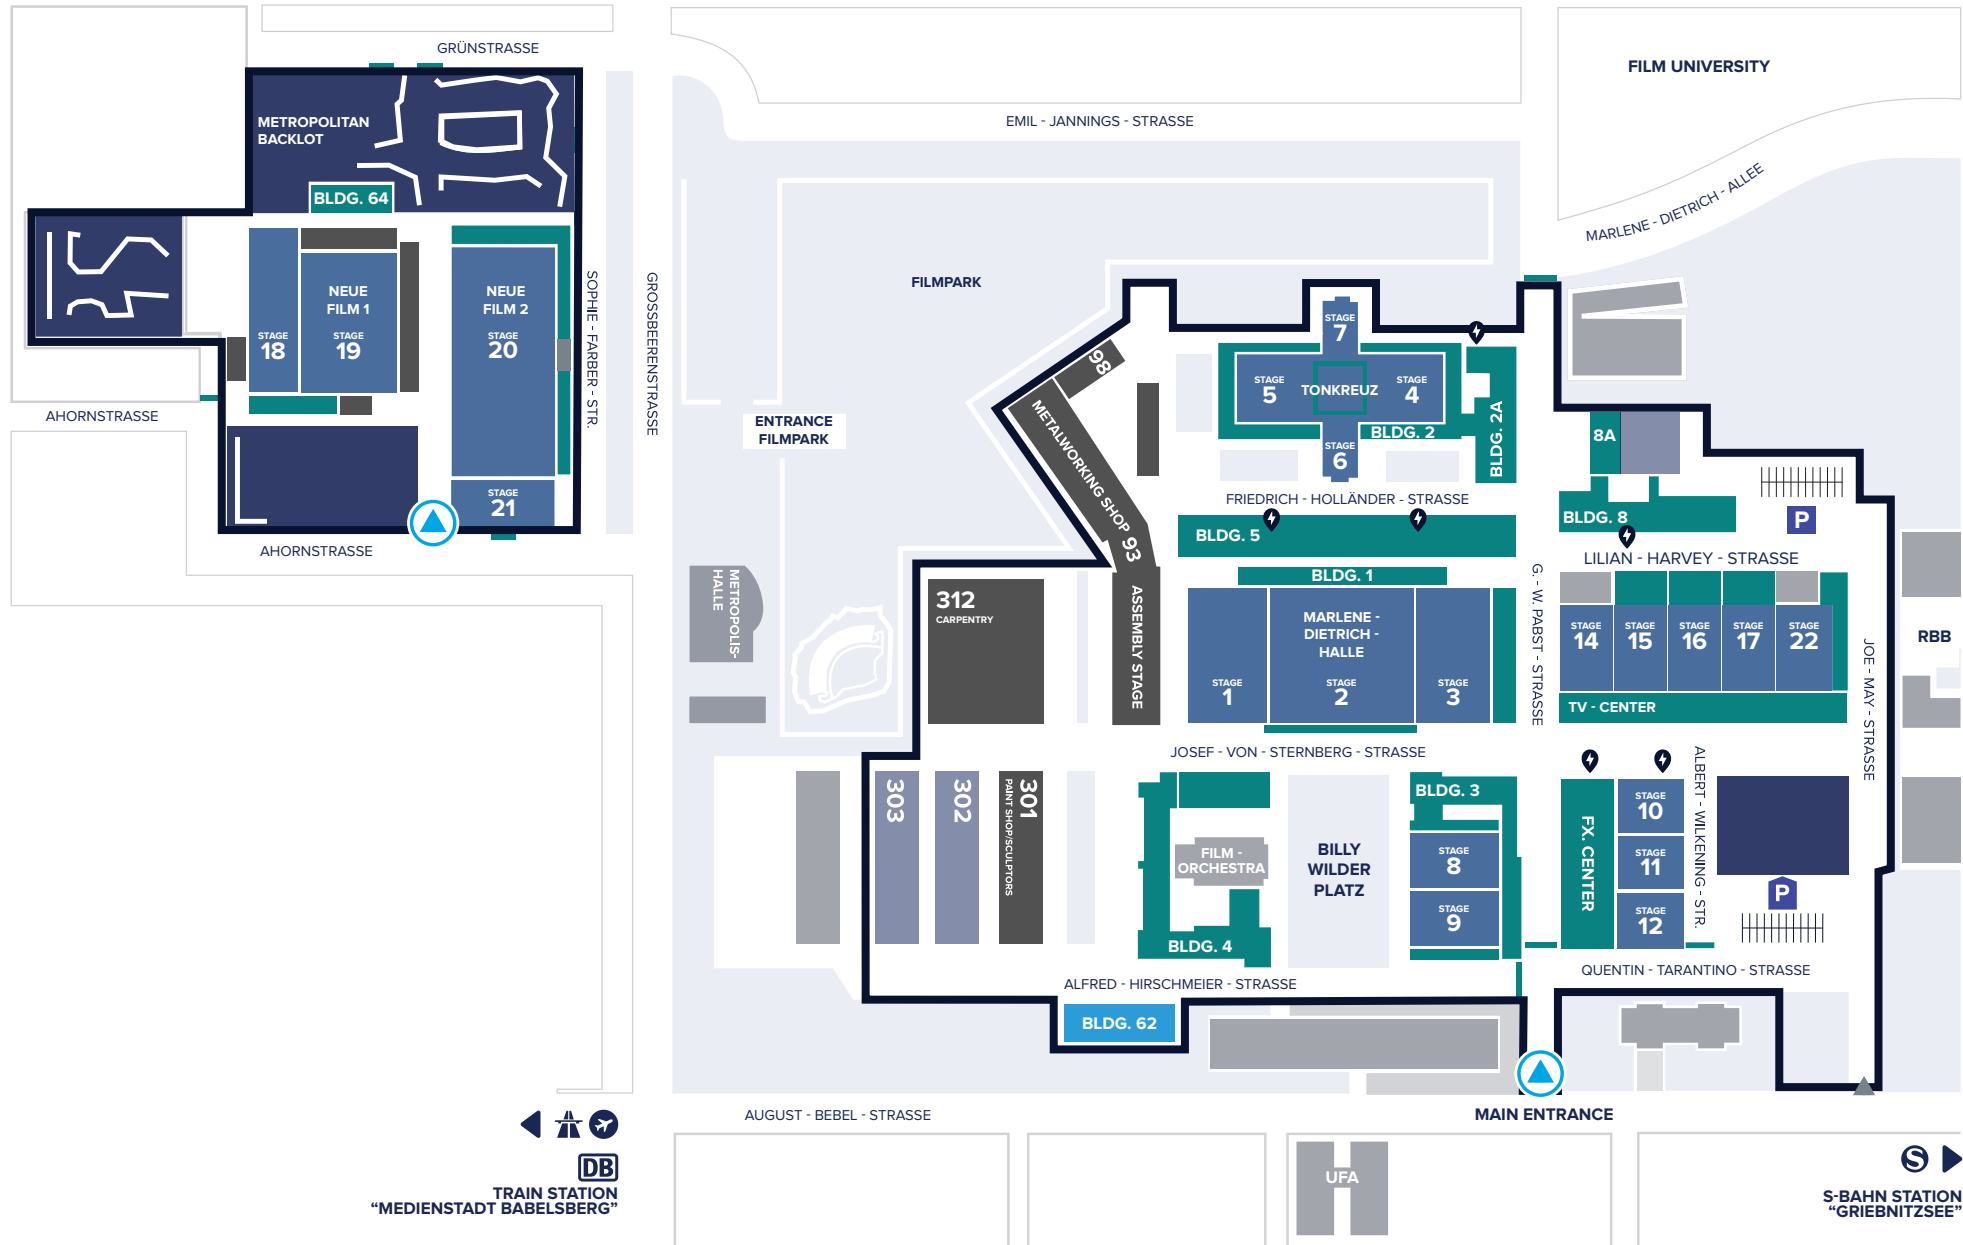 GRÜNSTRASSE
METROPOLITAN
BACKLOT
BLDG. 64
STAGE
18
NEUE
FILM 1
STAGE
19
NEUE
FILM 2
STAGE
20
STAGE
21
SOPHIE - FARBER - STR.
GROSSBEERENSTRASSE
AHORNSTRASSE
AHORNSTRASSE
FILM UNIVERSITY
EMIL - JANNINGS - STRASSE
MARLENE - DIETRICH - ALLEE
FILMPARK
ENTRANCE
FILMPARK
METROPOLIS-
HALLE
98
METALWORKING SHOP 93
ASSEMBLY STAGE
312
CARPENTRY
STAGE
7
STAGE
5
TONKREUZ
STAGE
4
STAGE
6
BLDG. 2
BLDG. 2A
FRIEDRICH - HOLLÄNDER - STRASSE
BLDG. 5
BLDG. 1
MARLENE -
DIETRICH -
HALLE
STAGE
1
STAGE
2
STAGE
3
G. - W. PABST - STRASSE
8A
BLDG. 8
P
LILIAN - HARVEY - STRASSE
STAGE
14
STAGE
15
STAGE
16
STAGE
17
STAGE
22
TV - CENTER
JOE - MAY - STRASSE
RBB
JOSEF - VON - STERNBERG - STRASSE
303
302
301
PAINT SHOP/SCULPTORS
FILM -
ORCHESTRA
BLDG. 4
BILLY
WILDER
PLATZ
BLDG. 3
STAGE
8
STAGE
9
FX. CENTER
STAGE
10
STAGE
11
STAGE
12
ALBERT - WILKENING - STR.
P
QUENTIN - TARANTINO - STRASSE
ALFRED - HIRSCHMEIER - STRASSE
BLDG. 62
AUGUST - BEBEL - STRASSE
MAIN ENTRANCE
UFA
DB
TRAIN STATION
“MEDIENSTADT BABELSBERG”
S
S-BAHN STATION
“GRIEBNITZSEE”